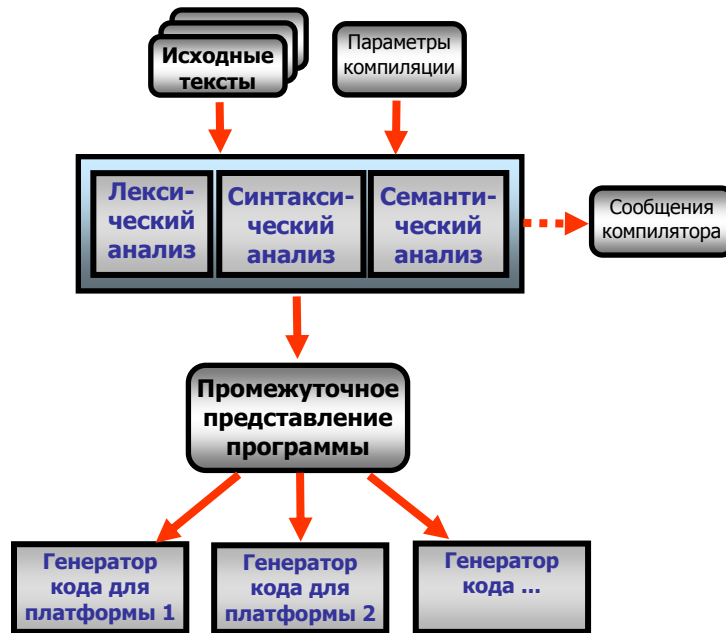 Исходные
тексты
Параметры
компиляции
Лекси-
ческий
анализ
Синтакси-
ческий
анализ
Семанти-
ческий
анализ
Сообщения
компилятора
Промежуточное
представление
программы
Генератор
кода для
платформы 1
Генератор
кода для
платформы 2
Генератор
кода ...